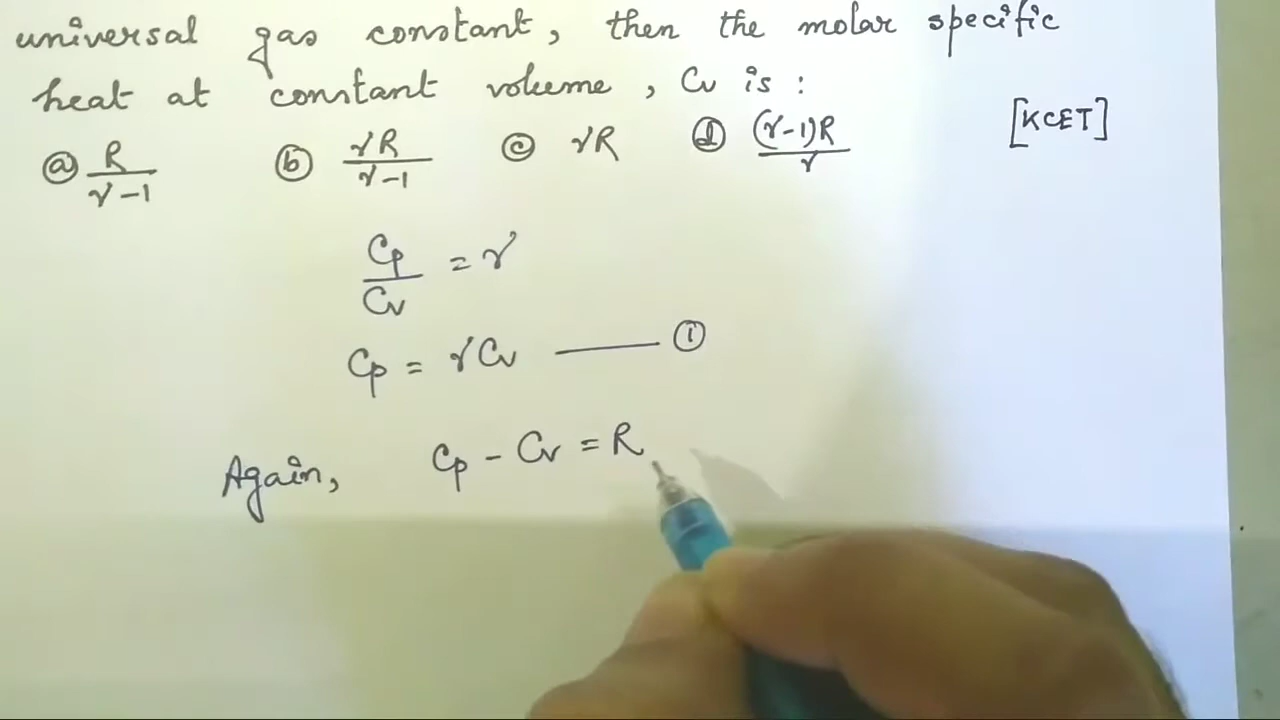 universal gas constant, then the molar specific
heat at constant volume, Cv is:
[KCET]
ⓐ R/(γ-1) ⓑ γR/(γ-1) ⓒ γR ⓓ (γ-1)R/γ
Cp/Cv = γ
Cp = γCv —— ①
Again, Cp - Cv = R